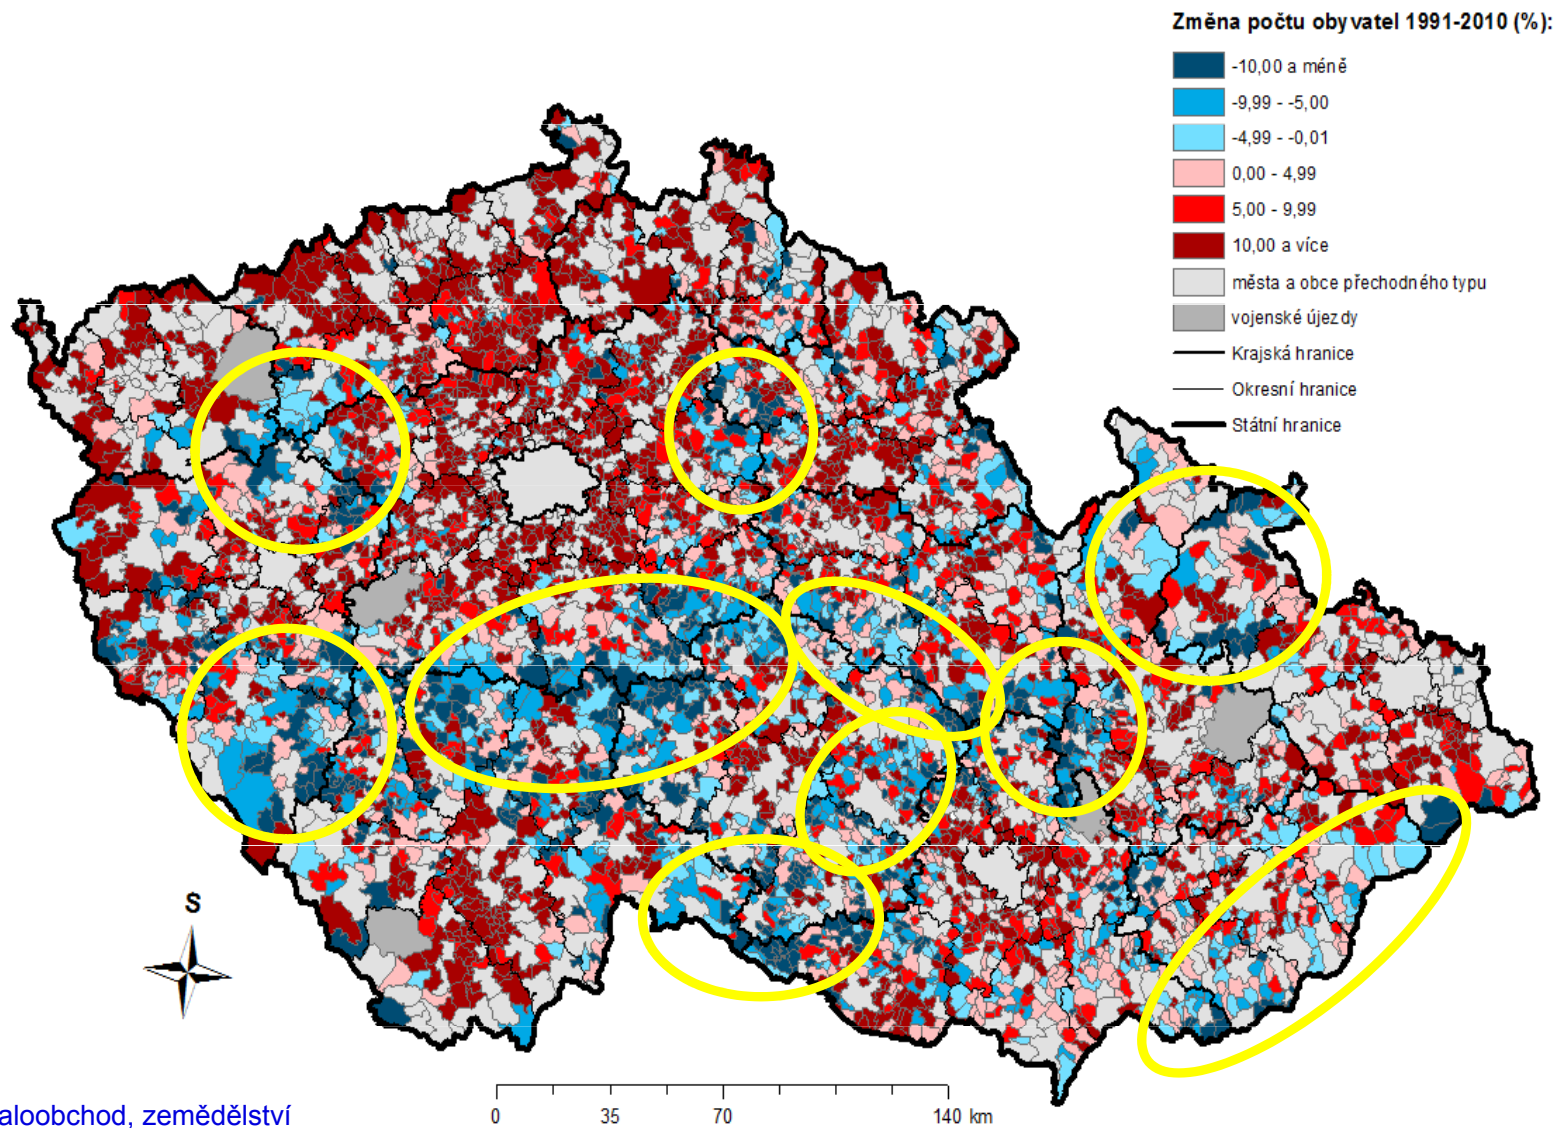 Změna počtu obyvatel 1991-2010 (%):
-10,00 a méně
-9,99 - -5,00
-4,99 - -0,01
0,00 - 4,99
5,00 - 9,99
10,00 a více
města a obce přechodného typu
vojenské újezdy
Krajská hranice
Okresní hranice
Státní hranice
S
0 35 70 140 km
aloobchod, zemědělství